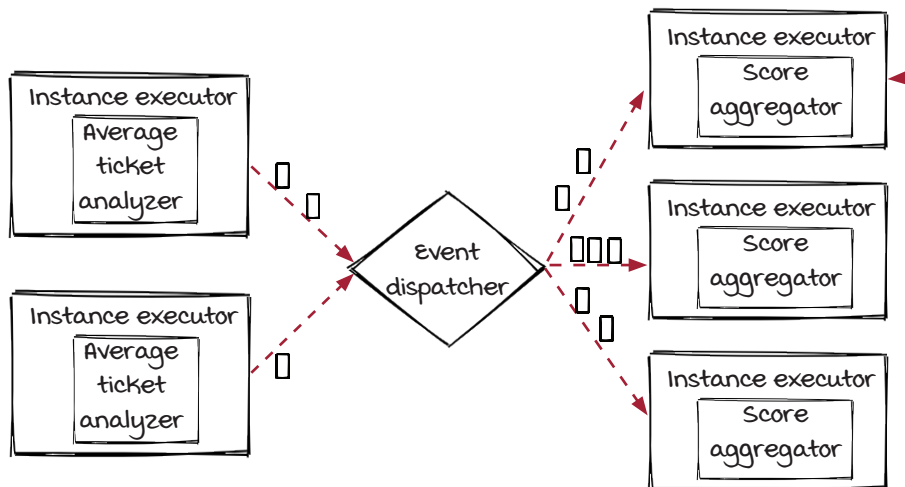 Instance executor
Average
ticket
analyzer
Instance executor
Average
ticket
analyzer
Event
dispatcher
Instance executor
Score
aggregator
Instance executor
Score
aggregator
Instance executor
Score
aggregator